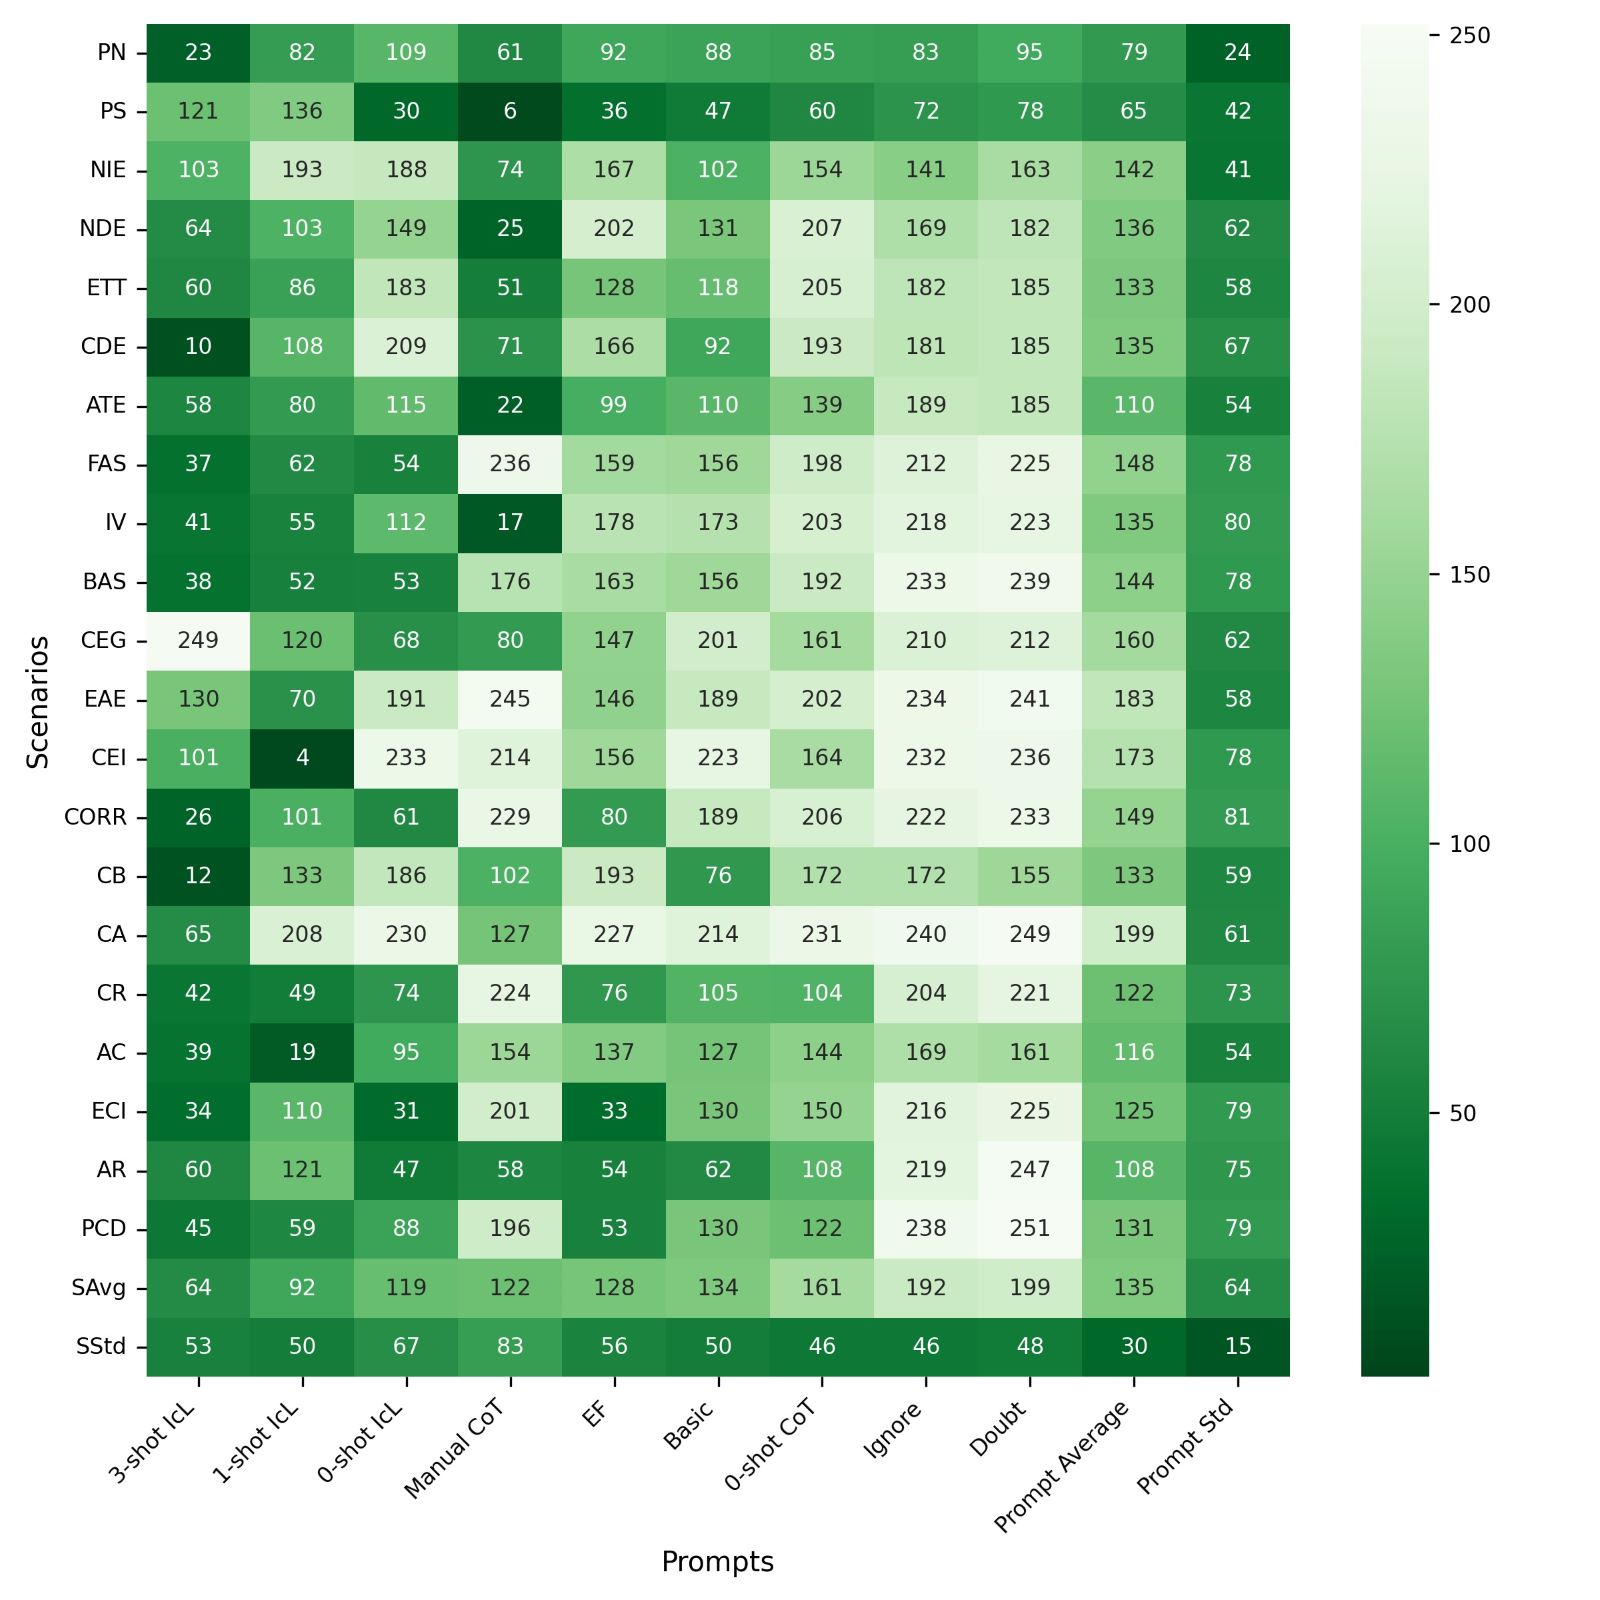 PN 23 82 109 61 92 88 85 83 95 79 24
PS 121 136 30 6 36 47 60 72 78 65 42
NIE 103 193 188 74 167 102 154 141 163 142 41
NDE 64 103 149 25 202 131 207 169 182 136 62
ETT 60 86 183 51 128 118 205 182 185 133 58
CDE 10 108 209 71 166 92 193 181 185 135 67
ATE 58 80 115 22 99 110 139 189 185 110 54
FAS 37 62 54 236 159 156 198 212 225 148 78
IV 41 55 112 17 178 173 203 218 223 135 80
BAS 38 52 53 176 163 156 192 233 239 144 78
CEG 249 120 68 80 147 201 161 210 212 160 62
EAE 130 70 191 245 146 189 202 234 241 183 58
CEI 101 4 233 214 156 223 164 232 236 173 78
CORR 26 101 61 229 80 189 206 222 233 149 81
CB 12 133 186 102 193 76 172 172 155 133 59
CA 65 208 230 127 227 214 231 240 249 199 61
CR 42 49 74 224 76 105 104 204 221 122 73
AC 39 19 95 154 137 127 144 169 161 116 54
ECI 34 110 31 201 33 130 150 216 225 125 79
AR 60 121 47 58 54 62 108 219 247 108 75
PCD 45 59 88 196 53 130 122 238 251 131 79
SAvg 64 92 119 122 128 134 161 192 199 135 64
SStd 53 50 67 83 56 50 46 46 48 30 15
Scenarios
3-shot IcL
1-shot IcL
0-shot IcL
Manual CoT
EF
Basic
0-shot CoT
Ignore
Doubt
Prompt Average
Prompt Std
Prompts
250
200
150
100
50